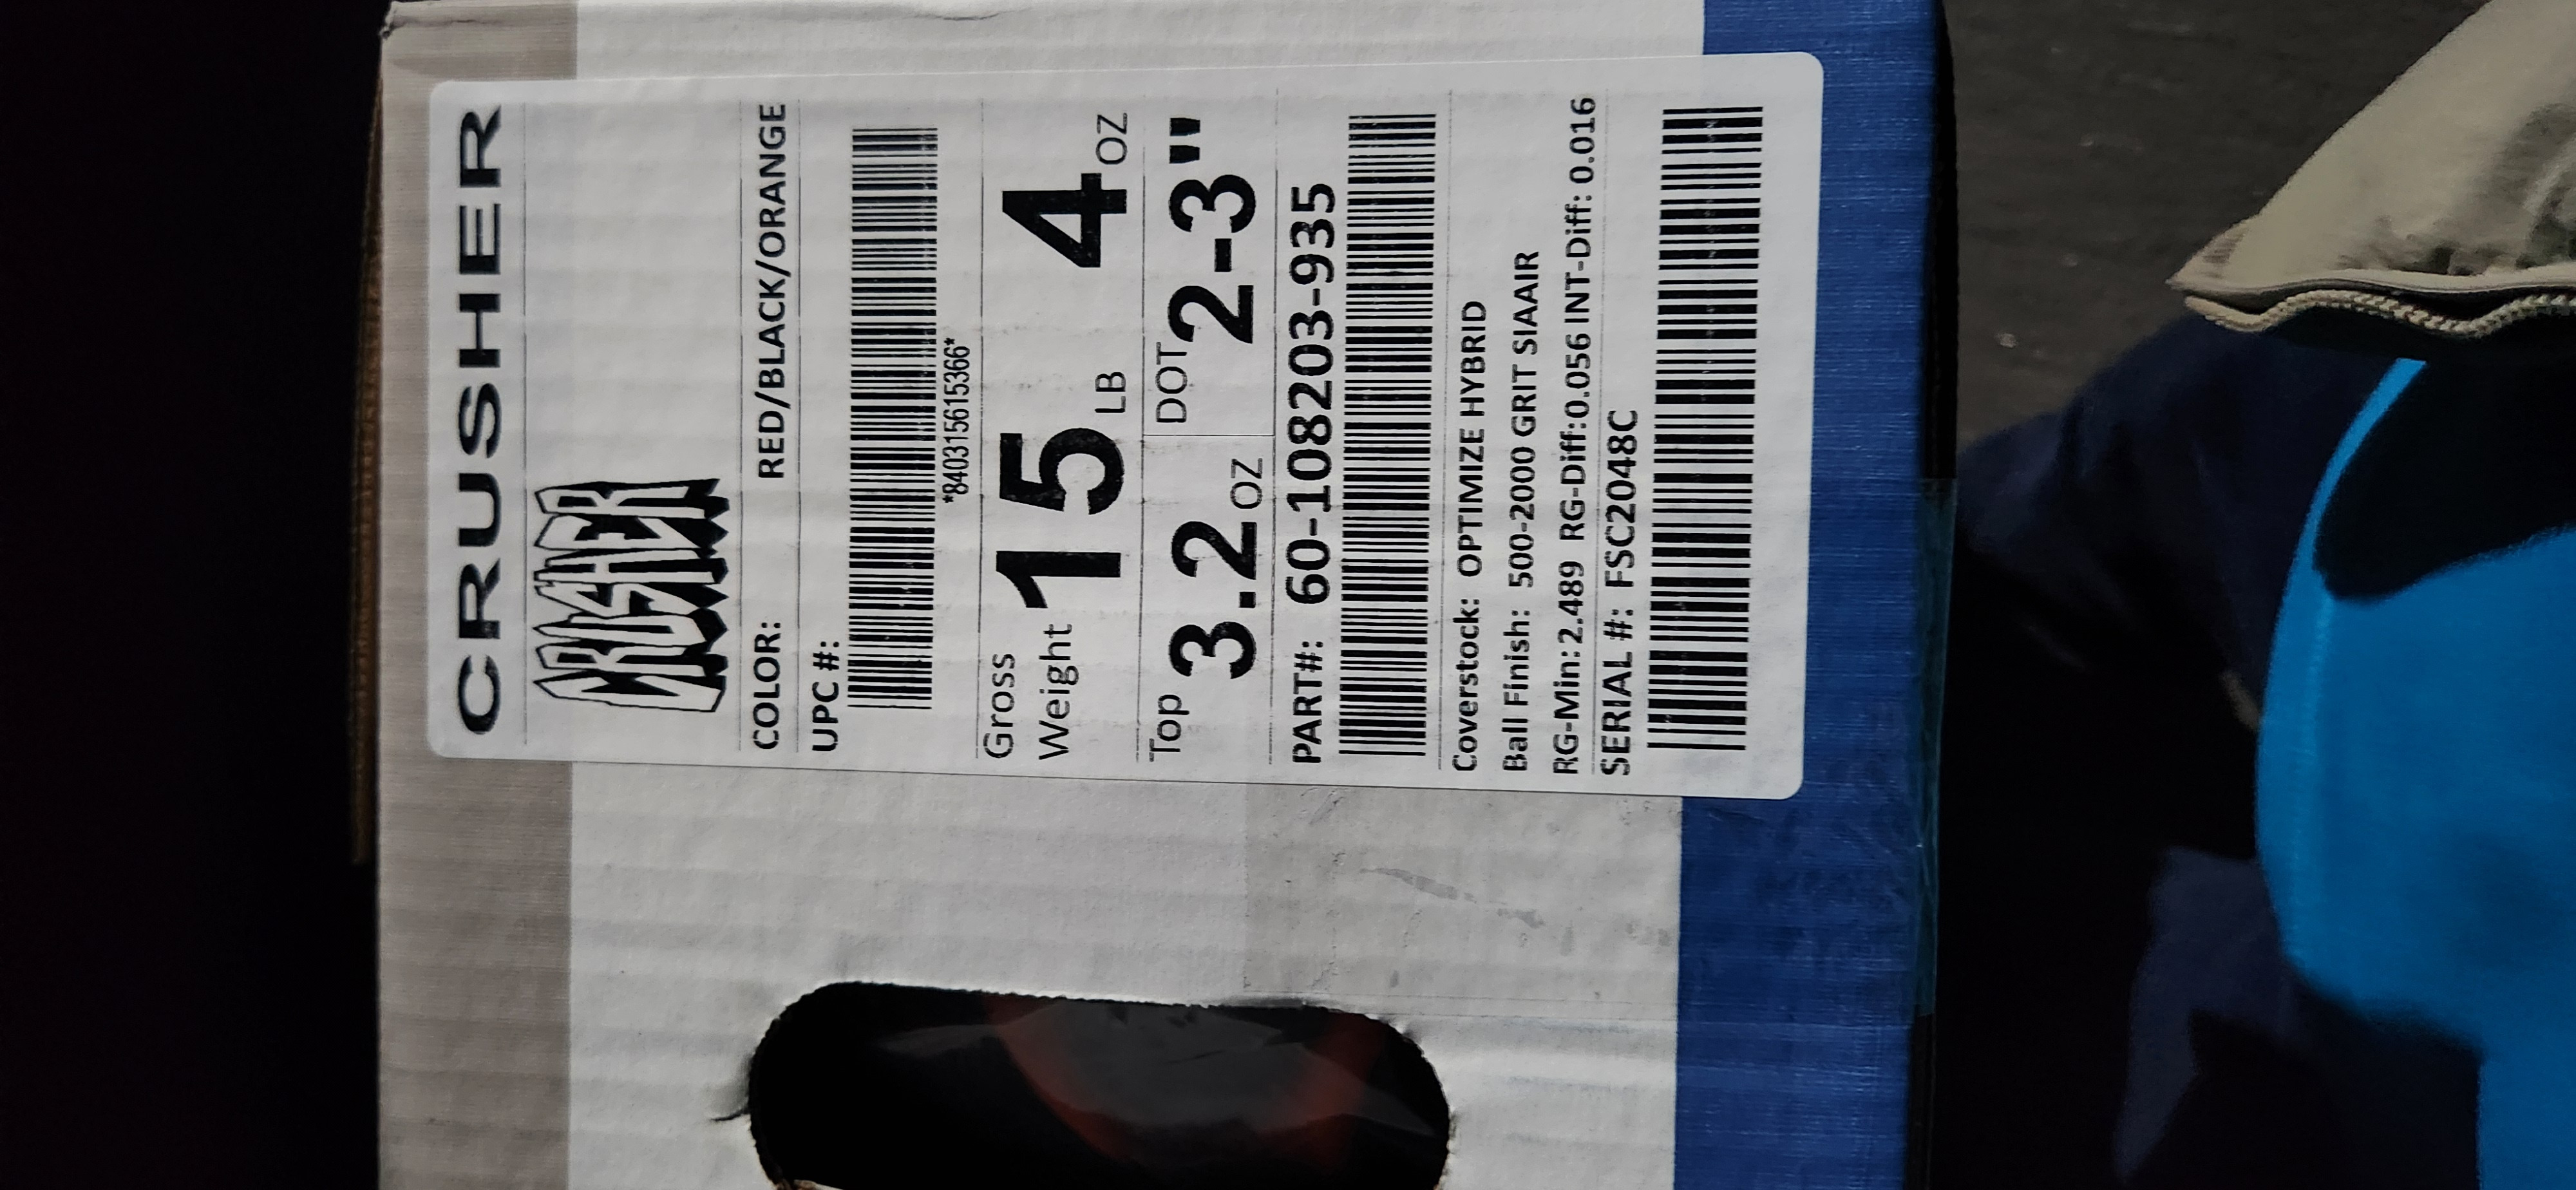 CRUSHER
CRUSHER
COLOR: RED/BLACK/ORANGE
UPC #:
*840315615366*
Gross Weight 15 LB 4 OZ
Top 3.2 OZ DOT 2-3"
PART#: 60-108203-935
Coverstock: OPTIMIZE HYBRID
Ball Finish: 500-2000 GRIT SIAAIR
RG-Min:2.489 RG-Diff:0.056 INT-Diff: 0.016
SERIAL #: FSC2048C